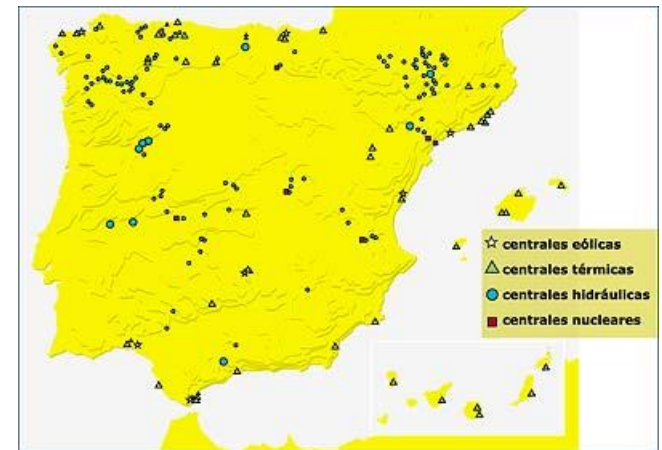 centrales eólicas
centrales térmicas
centrales hidráulicas
centrales nucleares